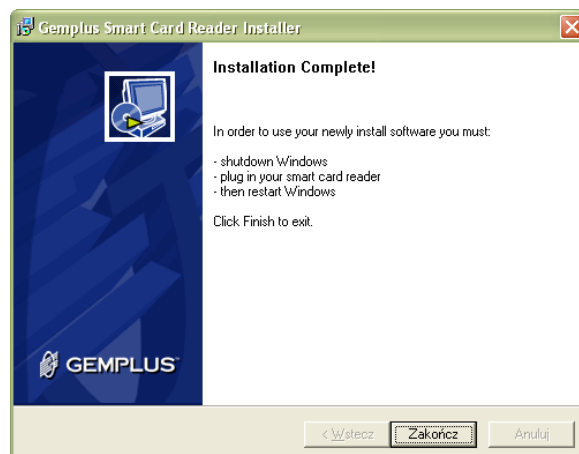 Gemplus Smart Card Reader Installer
Installation Complete!
In order to use your newly install software you must:
- shutdown Windows
- plug in your smart card reader
- then restart Windows
Click Finish to exit.
GEMPLUS
< Wstecz
Zakończ
Anuluj